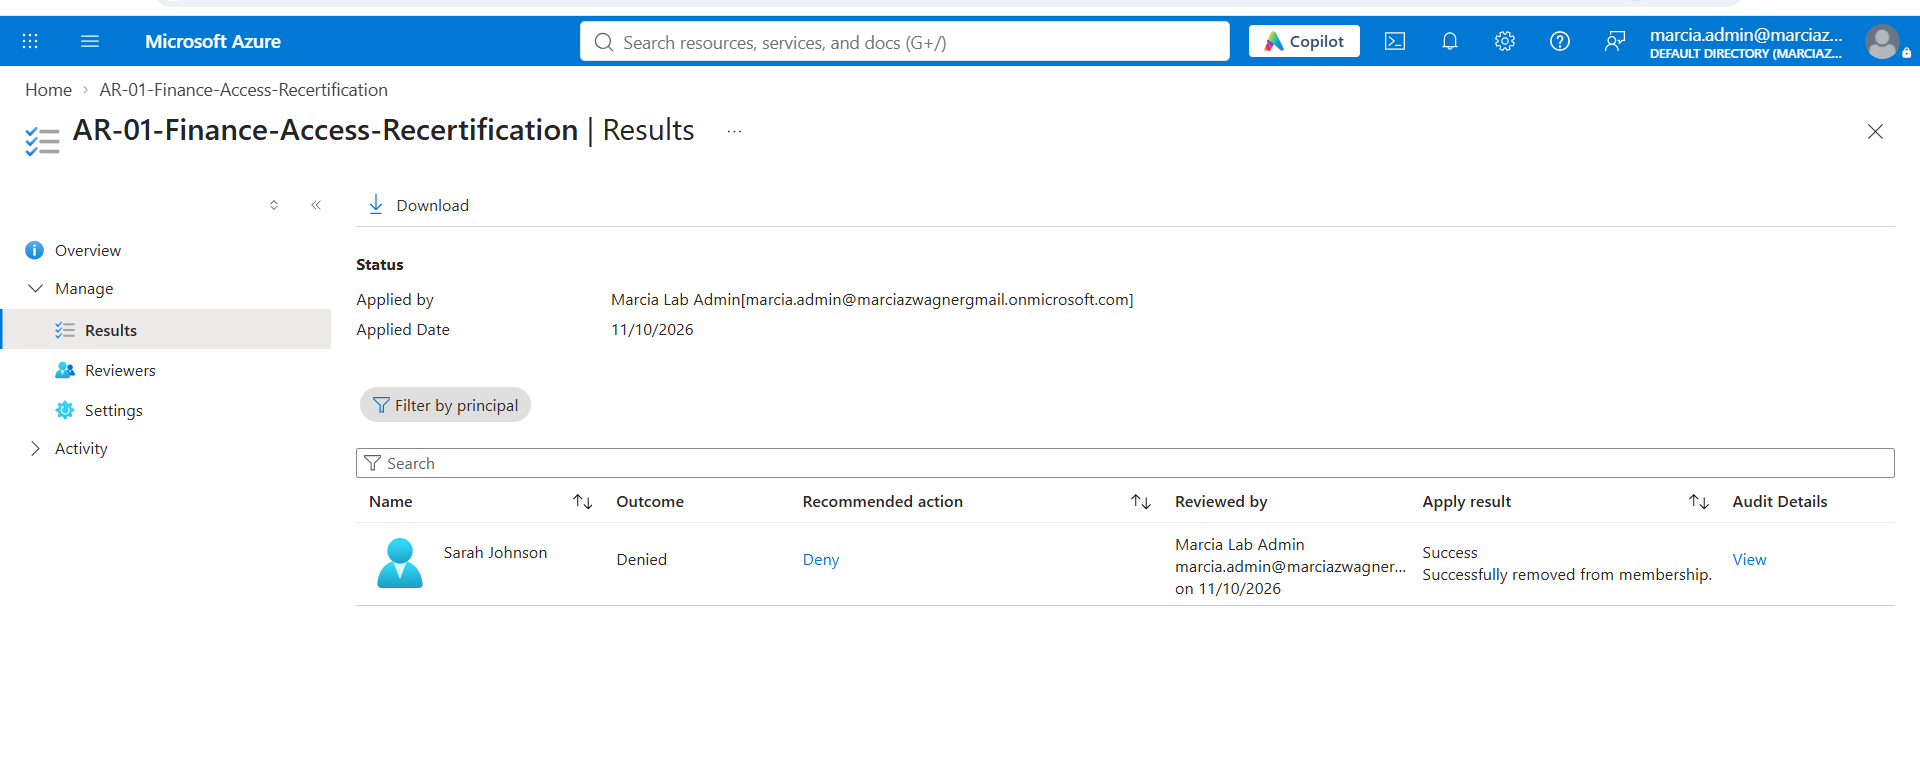 Microsoft Azure
Search resources, services, and docs (G+/)
Copilot
marcia.admin@marciaz...
DEFAULT DIRECTORY (MARCIAZ...
Home > AR-01-Finance-Access-Recertification
AR-01-Finance-Access-Recertification | Results ...
Download
Overview
Manage
Results
Reviewers
Settings
Activity
Status
Applied by Marcia Lab Admin[marcia.admin@marciazwagnergmail.onmicrosoft.com]
Applied Date 11/10/2026
Filter by principal
Search
Name Outcome Recommended action Reviewed by Apply result Audit Details
Sarah Johnson
Denied
Deny
Marcia Lab Admin
marcia.admin@marciazwagner...
on 11/10/2026
Success
Successfully removed from membership.
View